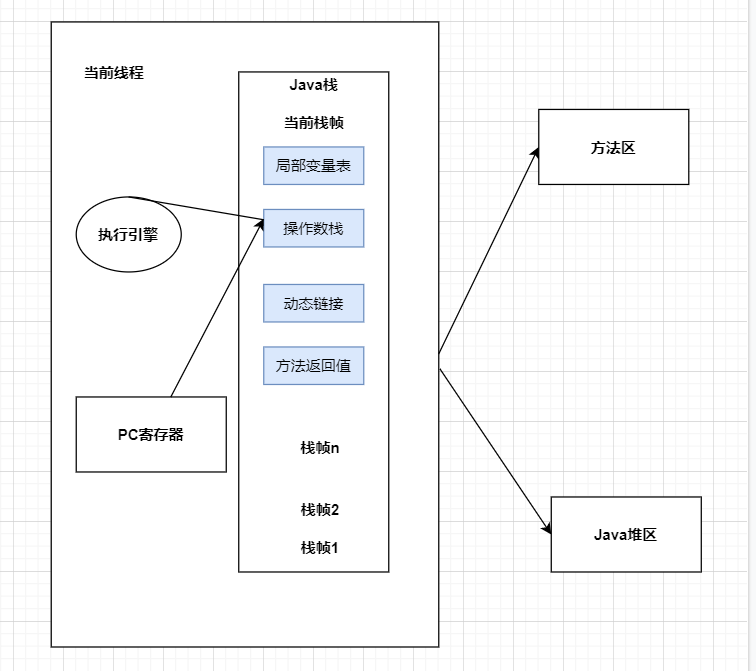 当前线程
Java栈
当前栈帧
局部变量表
操作数栈
动态链接
方法返回值
栈帧n
栈帧2
栈帧1
执行引擎
PC寄存器
方法区
Java堆区